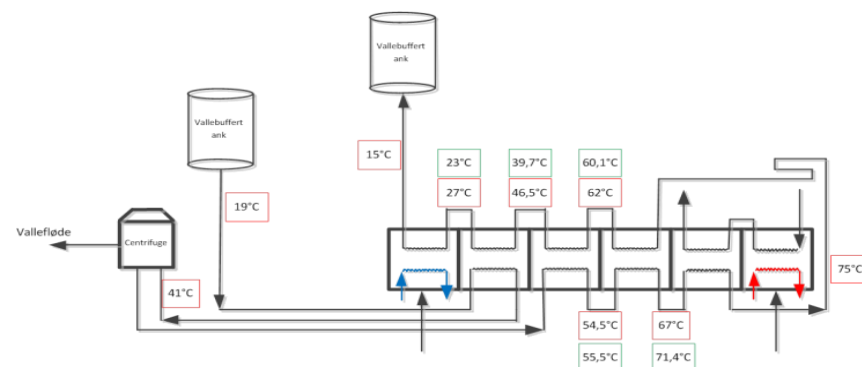 Vallebuffert
ank
Vallebuffert
ank
15°C
23°C
39,7°C
60,1°C
27°C
46,5°C
62°C
19°C
Vallefløde
Centrifuge
75°C
41°C
54,5°C
67°C
55,5°C
71,4°C